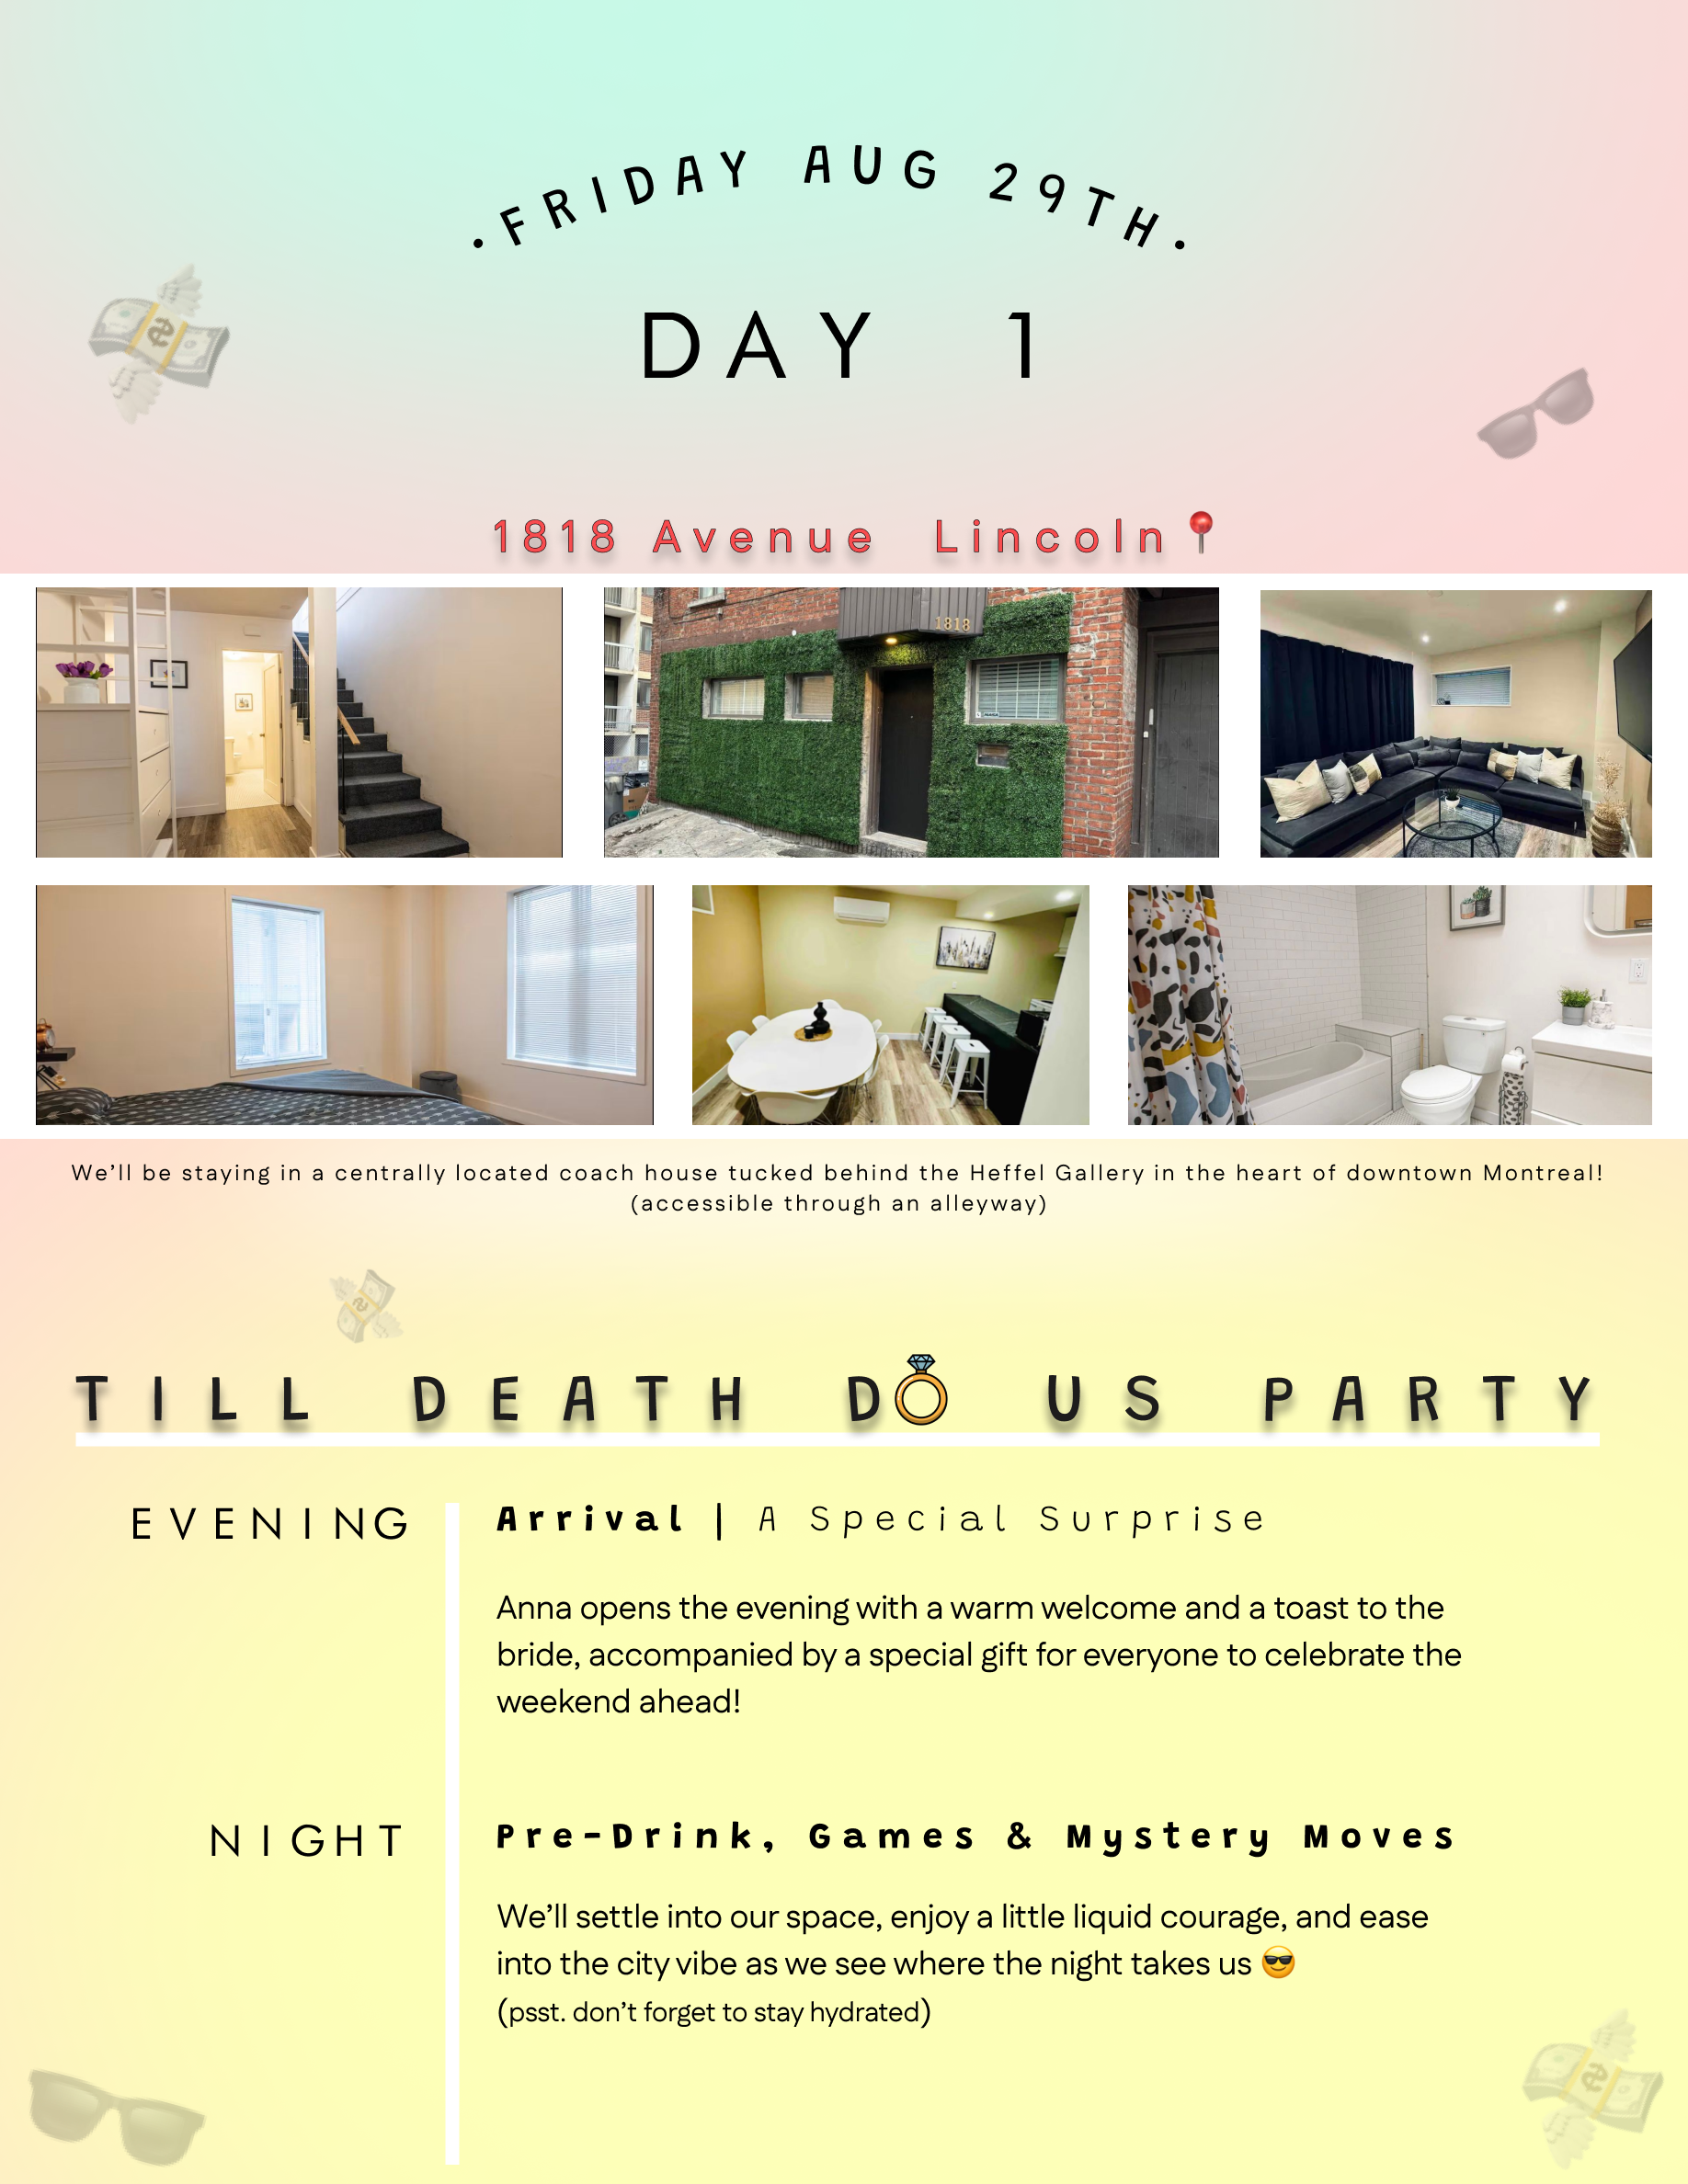 ·FRIDAY AUG 29TH·
DAY 1
1818 Avenue Lincoln
1818
We’ll be staying in a centrally located coach house tucked behind the Heffel Gallery in the heart of downtown Montreal!
(accessible through an alleyway)
TILL DEATH D💍 US PARTY
EVENING
Arrival | A Special Surprise
Anna opens the evening with a warm welcome and a toast to the
bride, accompanied by a special gift for everyone to celebrate the
weekend ahead!
NIGHT
Pre-Drink, Games & Mystery Moves
We’ll settle into our space, enjoy a little liquid courage, and ease
into the city vibe as we see where the night takes us 😎
(psst. don’t forget to stay hydrated)